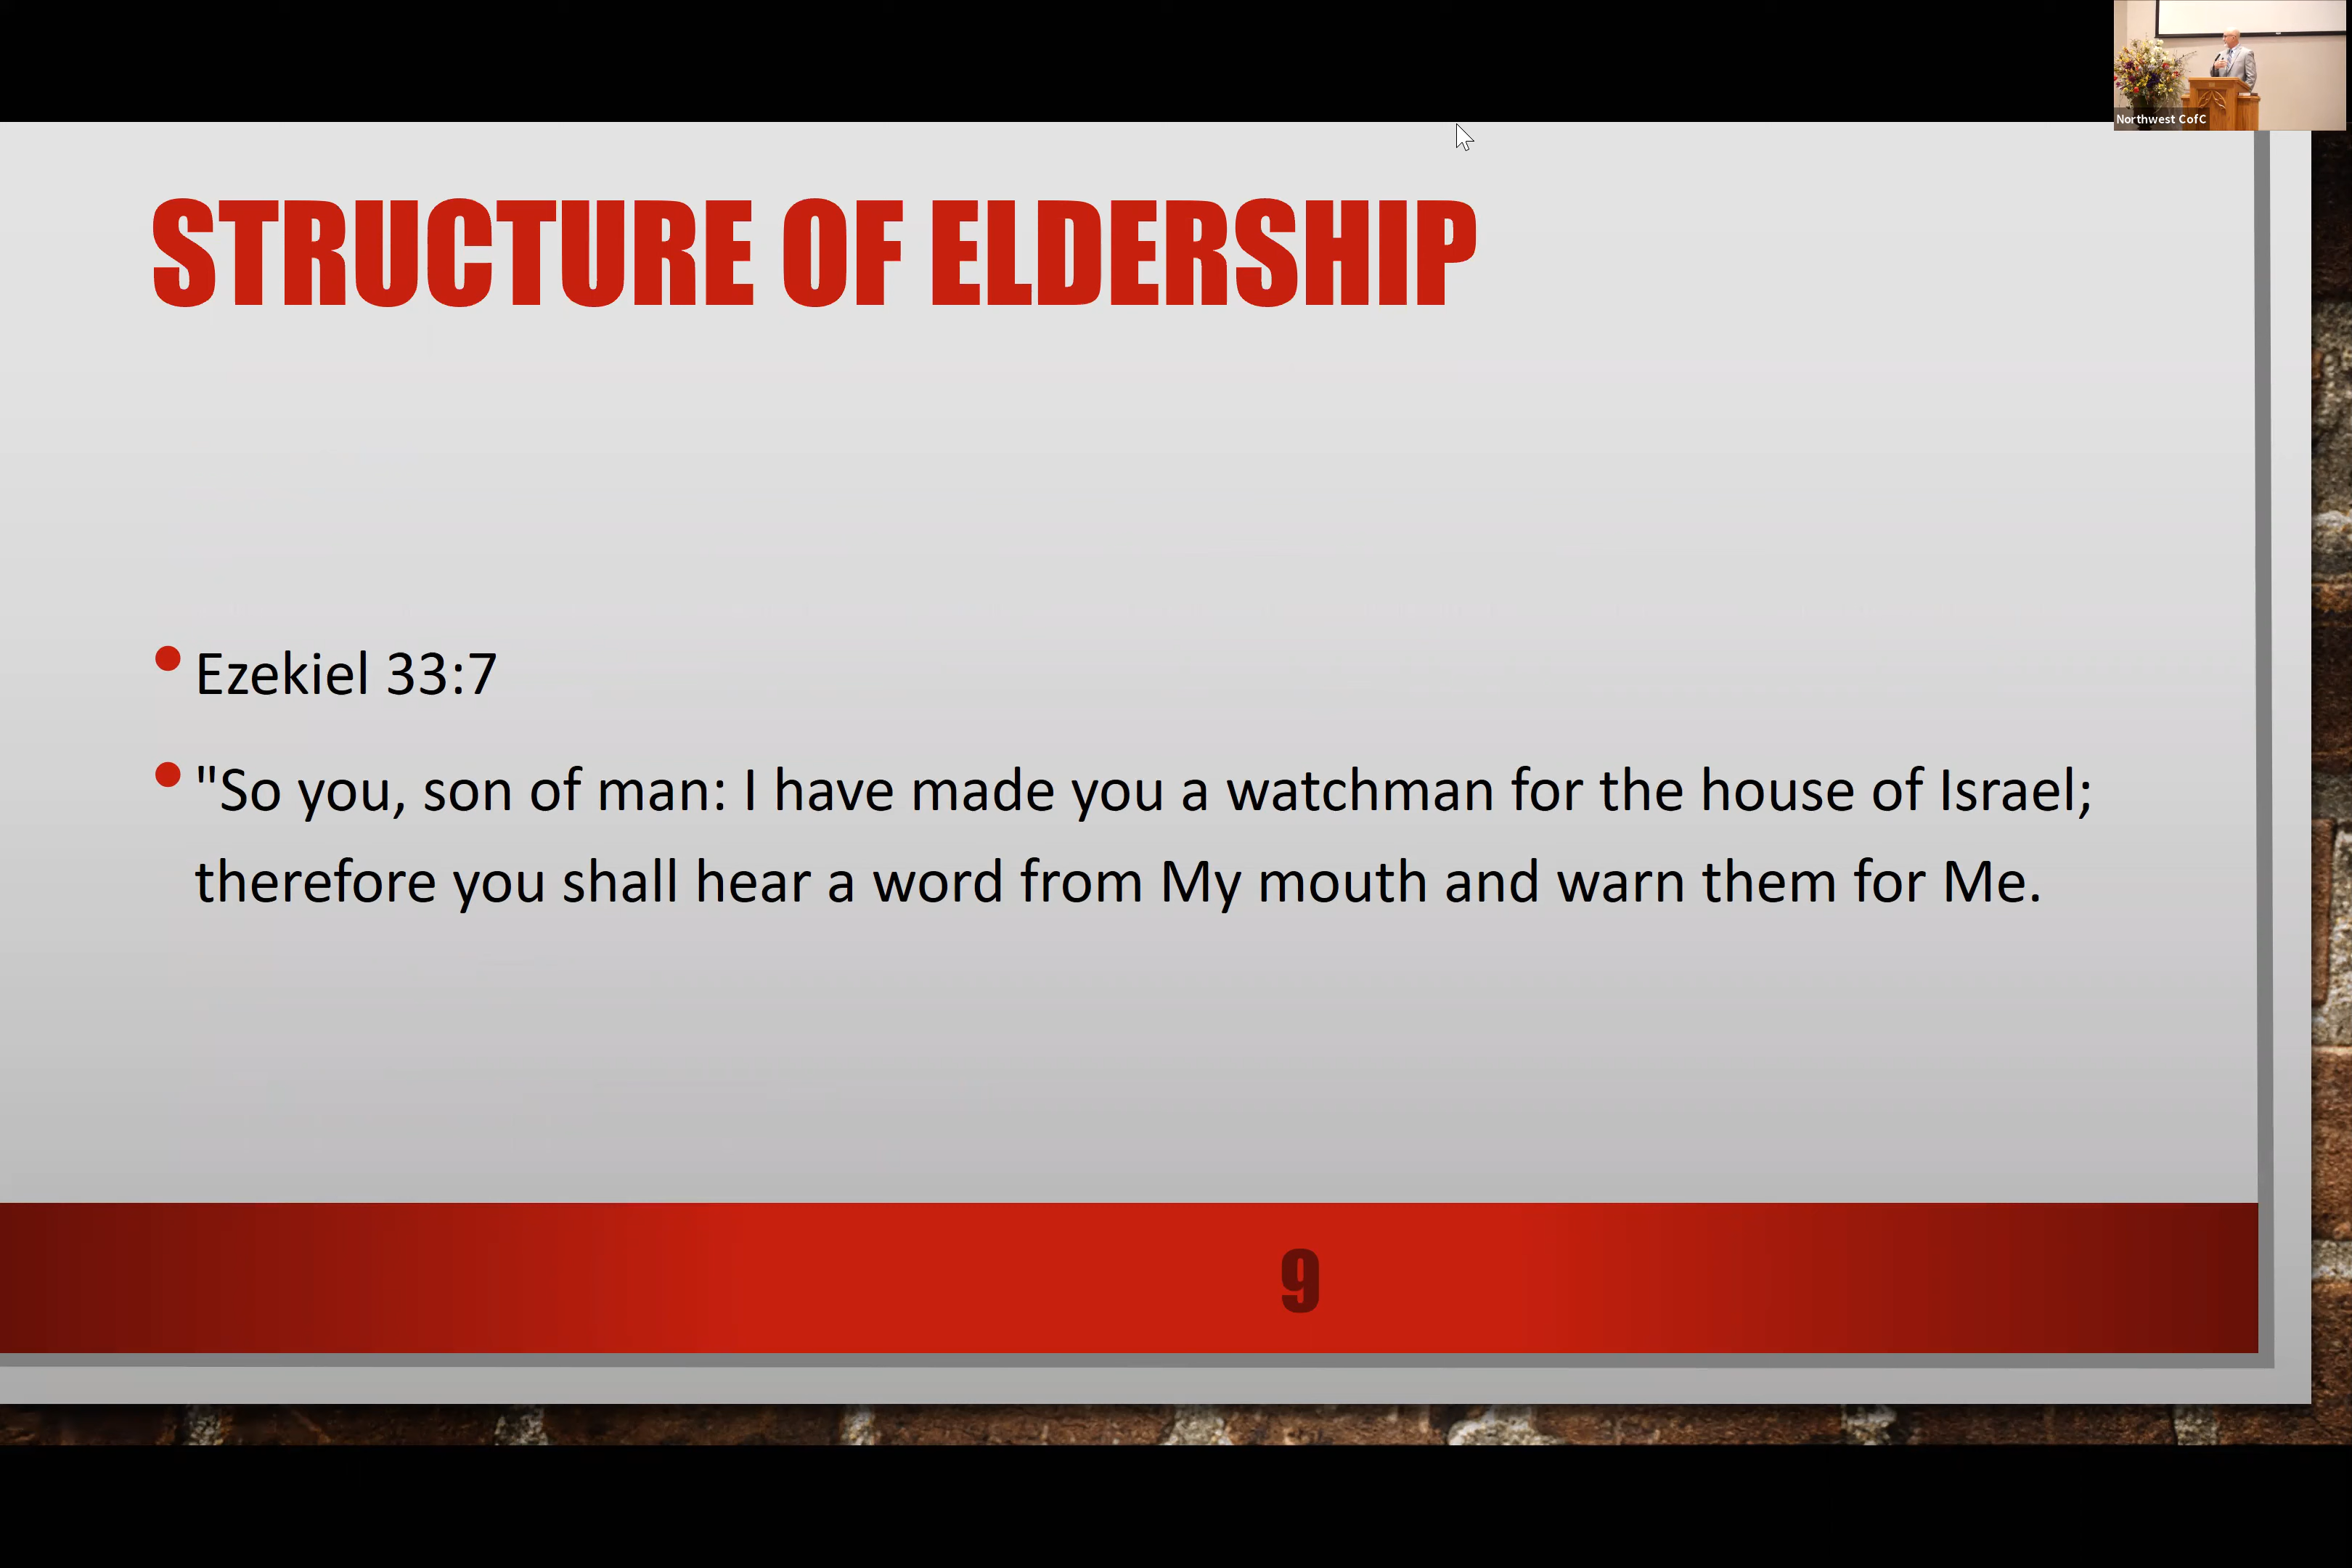 Northwest CofC
STRUCTURE OF ELDERSHIP
Ezekiel 33:7
"So you, son of man: I have made you a watchman for the house of Israel;
therefore you shall hear a word from My mouth and warn them for Me.
9